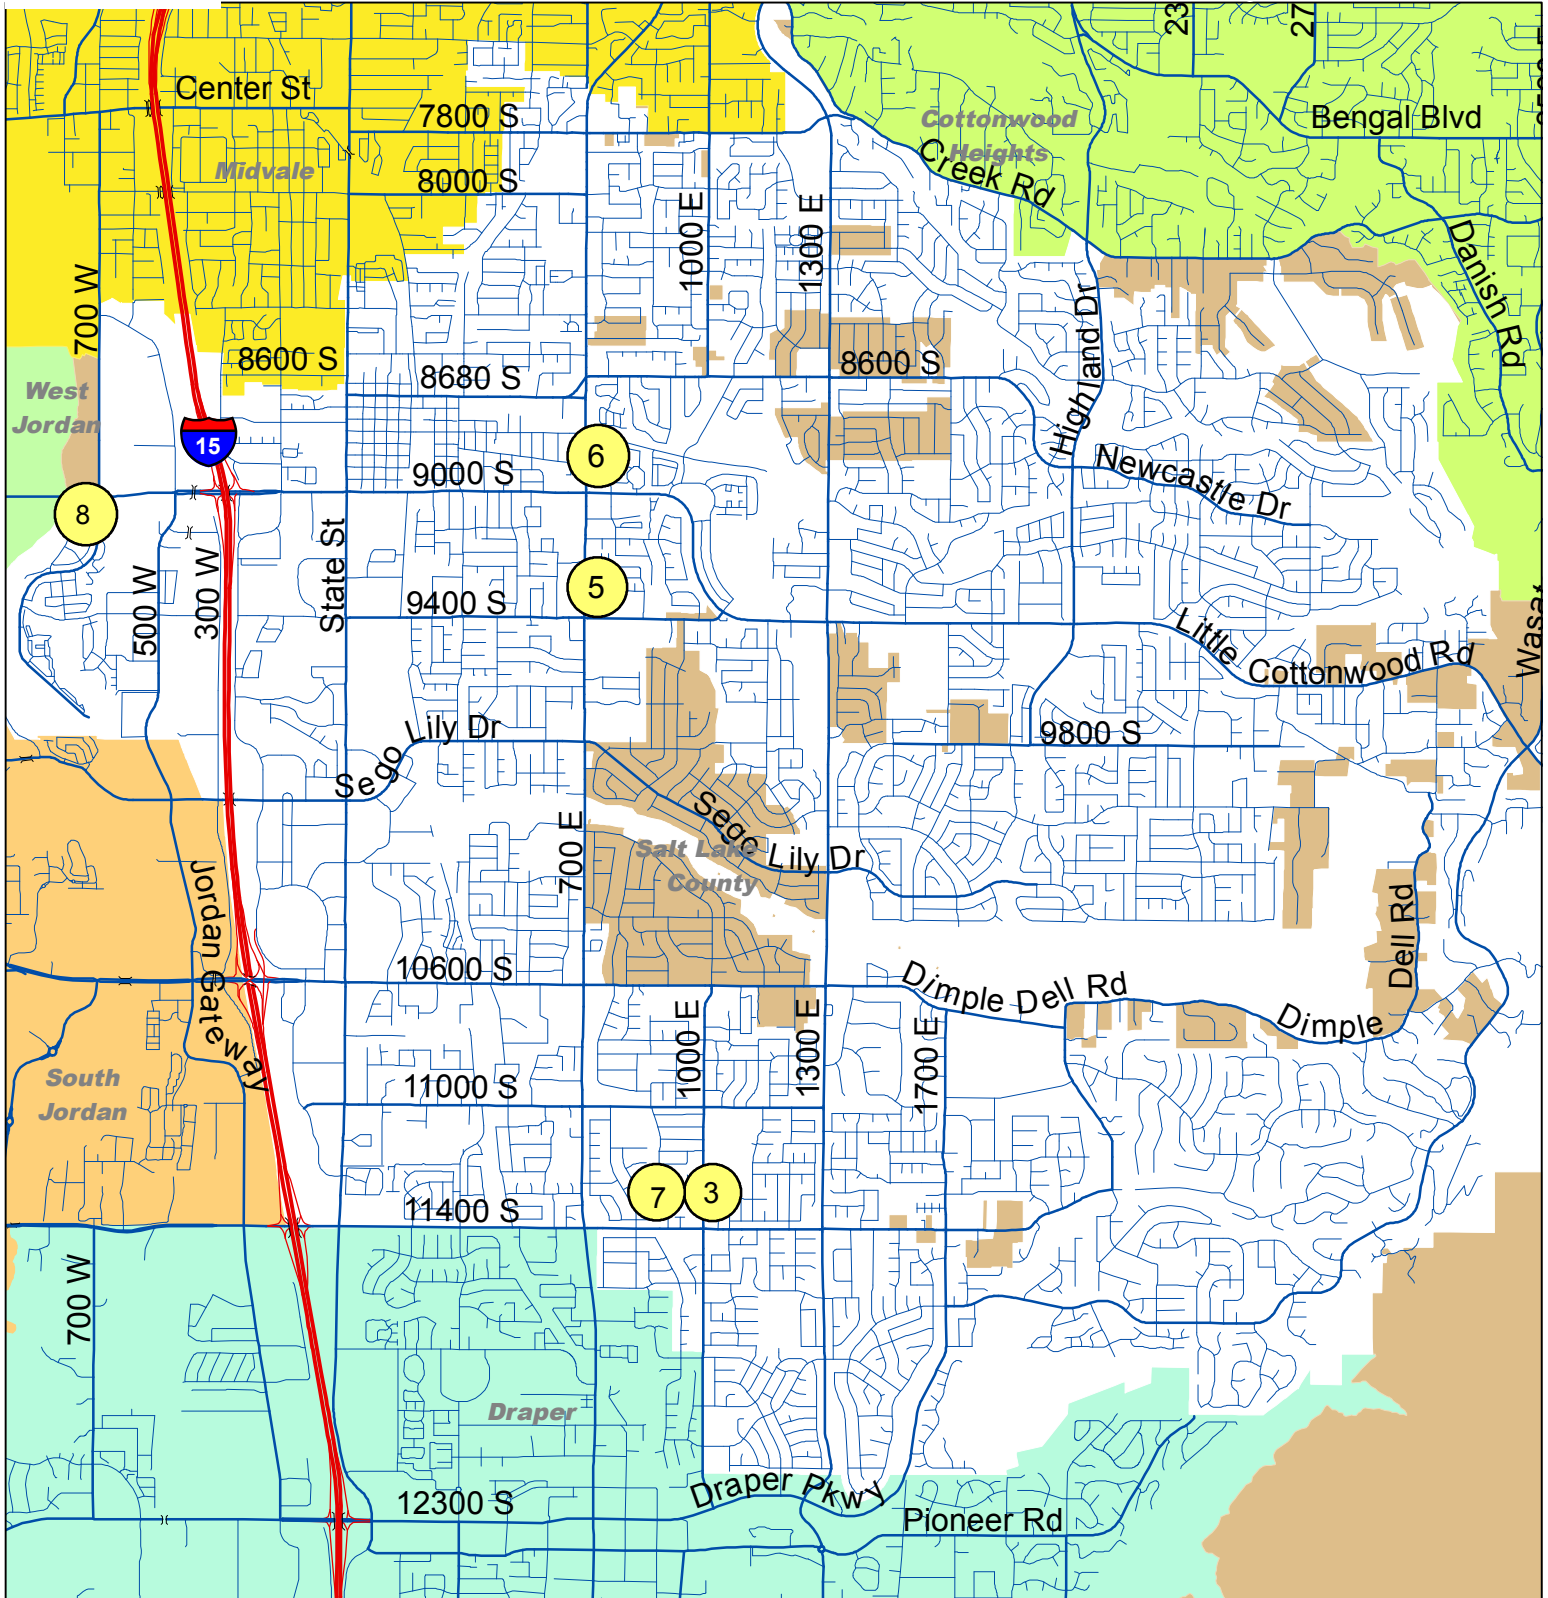 23
27
Center St
7800 S
Cottonwood
Heights
Bengal Blvd
Midvale
8000 S
Creek Rd
1000 E
1300 E
Danish Rd
700 W
Highland Dr
8600 S
8680 S
8600 S
West
Jordan
15
6
9000 S
Newcastle Dr
8
State St
300 W
500 W
5
9400 S
Little
Cottonwood Rd
Wasat
Sego
Lily Dr
9800 S
Sego
Lily Dr
700 E
Salt Lake
County
Jordan Gateway
Dell Rd
10600 S
Dimple Dell Rd
Dimple
1000 E
1300 E
1700 E
South
Jordan
11000 S
7
3
11400 S
700 W
Draper
12300 S
Draper Pkwy
Pioneer Rd